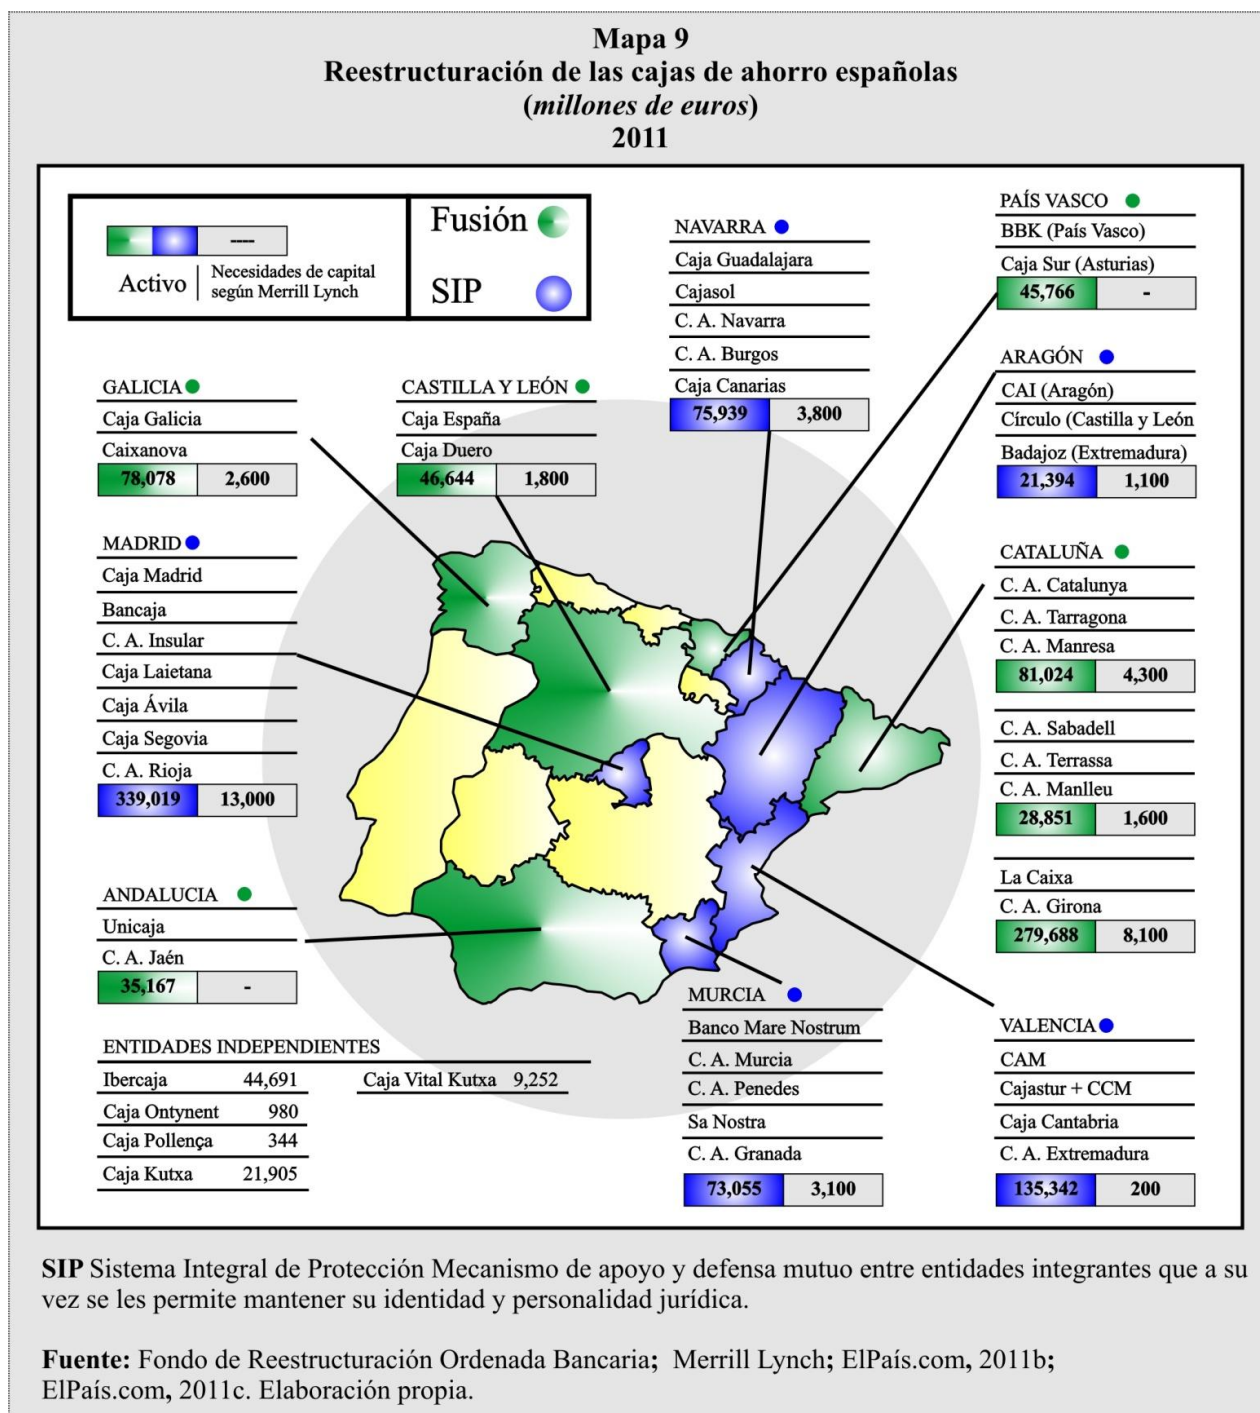 Mapa 9
Reestructuración de las cajas de ahorro españolas
(millones de euros)
2011
----
Activo
Necesidades de capital
según Merrill Lynch
Fusión
SIP
NAVARRA
Caja Guadalajara
Cajasol
C. A. Navarra
C. A. Burgos
Caja Canarias
75,939 3,800
PAÍS VASCO
BBK (País Vasco)
Caja Sur (Asturias)
45,766 -
ARAGÓN
CAI (Aragón)
Círculo (Castilla y León
Badajoz (Extremadura)
21,394 1,100
GALICIA
Caja Galicia
Caixanova
78,078 2,600
CASTILLA Y LEÓN
Caja España
Caja Duero
46,644 1,800
MADRID
Caja Madrid
Bancaja
C. A. Insular
Caja Laietana
Caja Ávila
Caja Segovia
C. A. Rioja
339,019 13,000
CATALUÑA
C. A. Catalunya
C. A. Tarragona
C. A. Manresa
81,024 4,300
C. A. Sabadell
C. A. Terrassa
C. A. Manlleu
28,851 1,600
La Caixa
C. A. Girona
279,688 8,100
ANDALUCIA
Unicaja
C. A. Jaén
35,167 -
MURCIA
Banco Mare Nostrum
C. A. Murcia
C. A. Penedes
Sa Nostra
C. A. Granada
73,055 3,100
VALENCIA
CAM
Cajastur + CCM
Caja Cantabria
C. A. Extremadura
135,342 200
ENTIDADES INDEPENDIENTES
Ibercaja 44,691 Caja Vital Kutxa 9,252
Caja Ontynent 980
Caja Pollença 344
Caja Kutxa 21,905
SIP Sistema Integral de Protección Mecanismo de apoyo y defensa mutuo entre entidades integrantes que a su
vez se les permite mantener su identidad y personalidad jurídica.
Fuente: Fondo de Reestructuración Ordenada Bancaria; Merrill Lynch; ElPaís.com, 2011b;
ElPaís.com, 2011c. Elaboración propia.